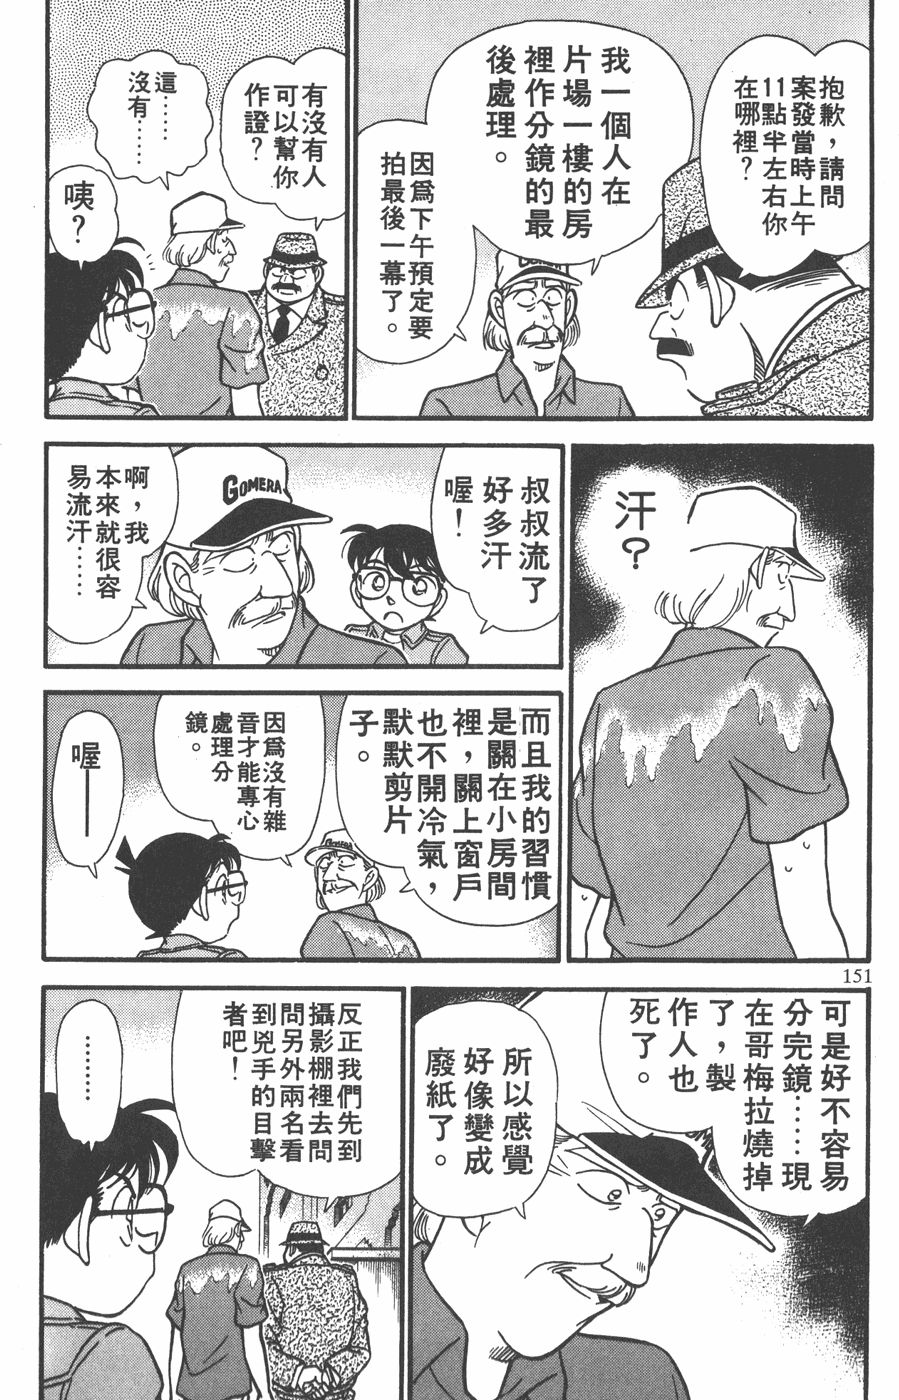 抱歉，請問
案發當時上午
11點半左右你
在哪裡？
我一個人在
片場一樓的房
裡作分鏡的最
後處理。
因爲下午預定要
拍最後一幕了。
有沒有人
可以幫你
作證？
這……
沒有……
咦？
汗？
叔叔流了
好多汗
喔！
GOMERA
啊，我
本來就很容
易流汗……
而且我的習慣
是關在小房間
裡，關上窗戶
也不開冷氣，
默默剪片
子。
因爲沒有雜
音才能專心
處理分
鏡。
喔——
151
可是好不容易
分完鏡……現
在哥梅拉燒掉
了，製
作人也
死了。
所以感覺
好像變成
廢紙了。
反正我們先到
攝影棚裡去問
問另外兩名看
到兇手的目擊
者吧！
………